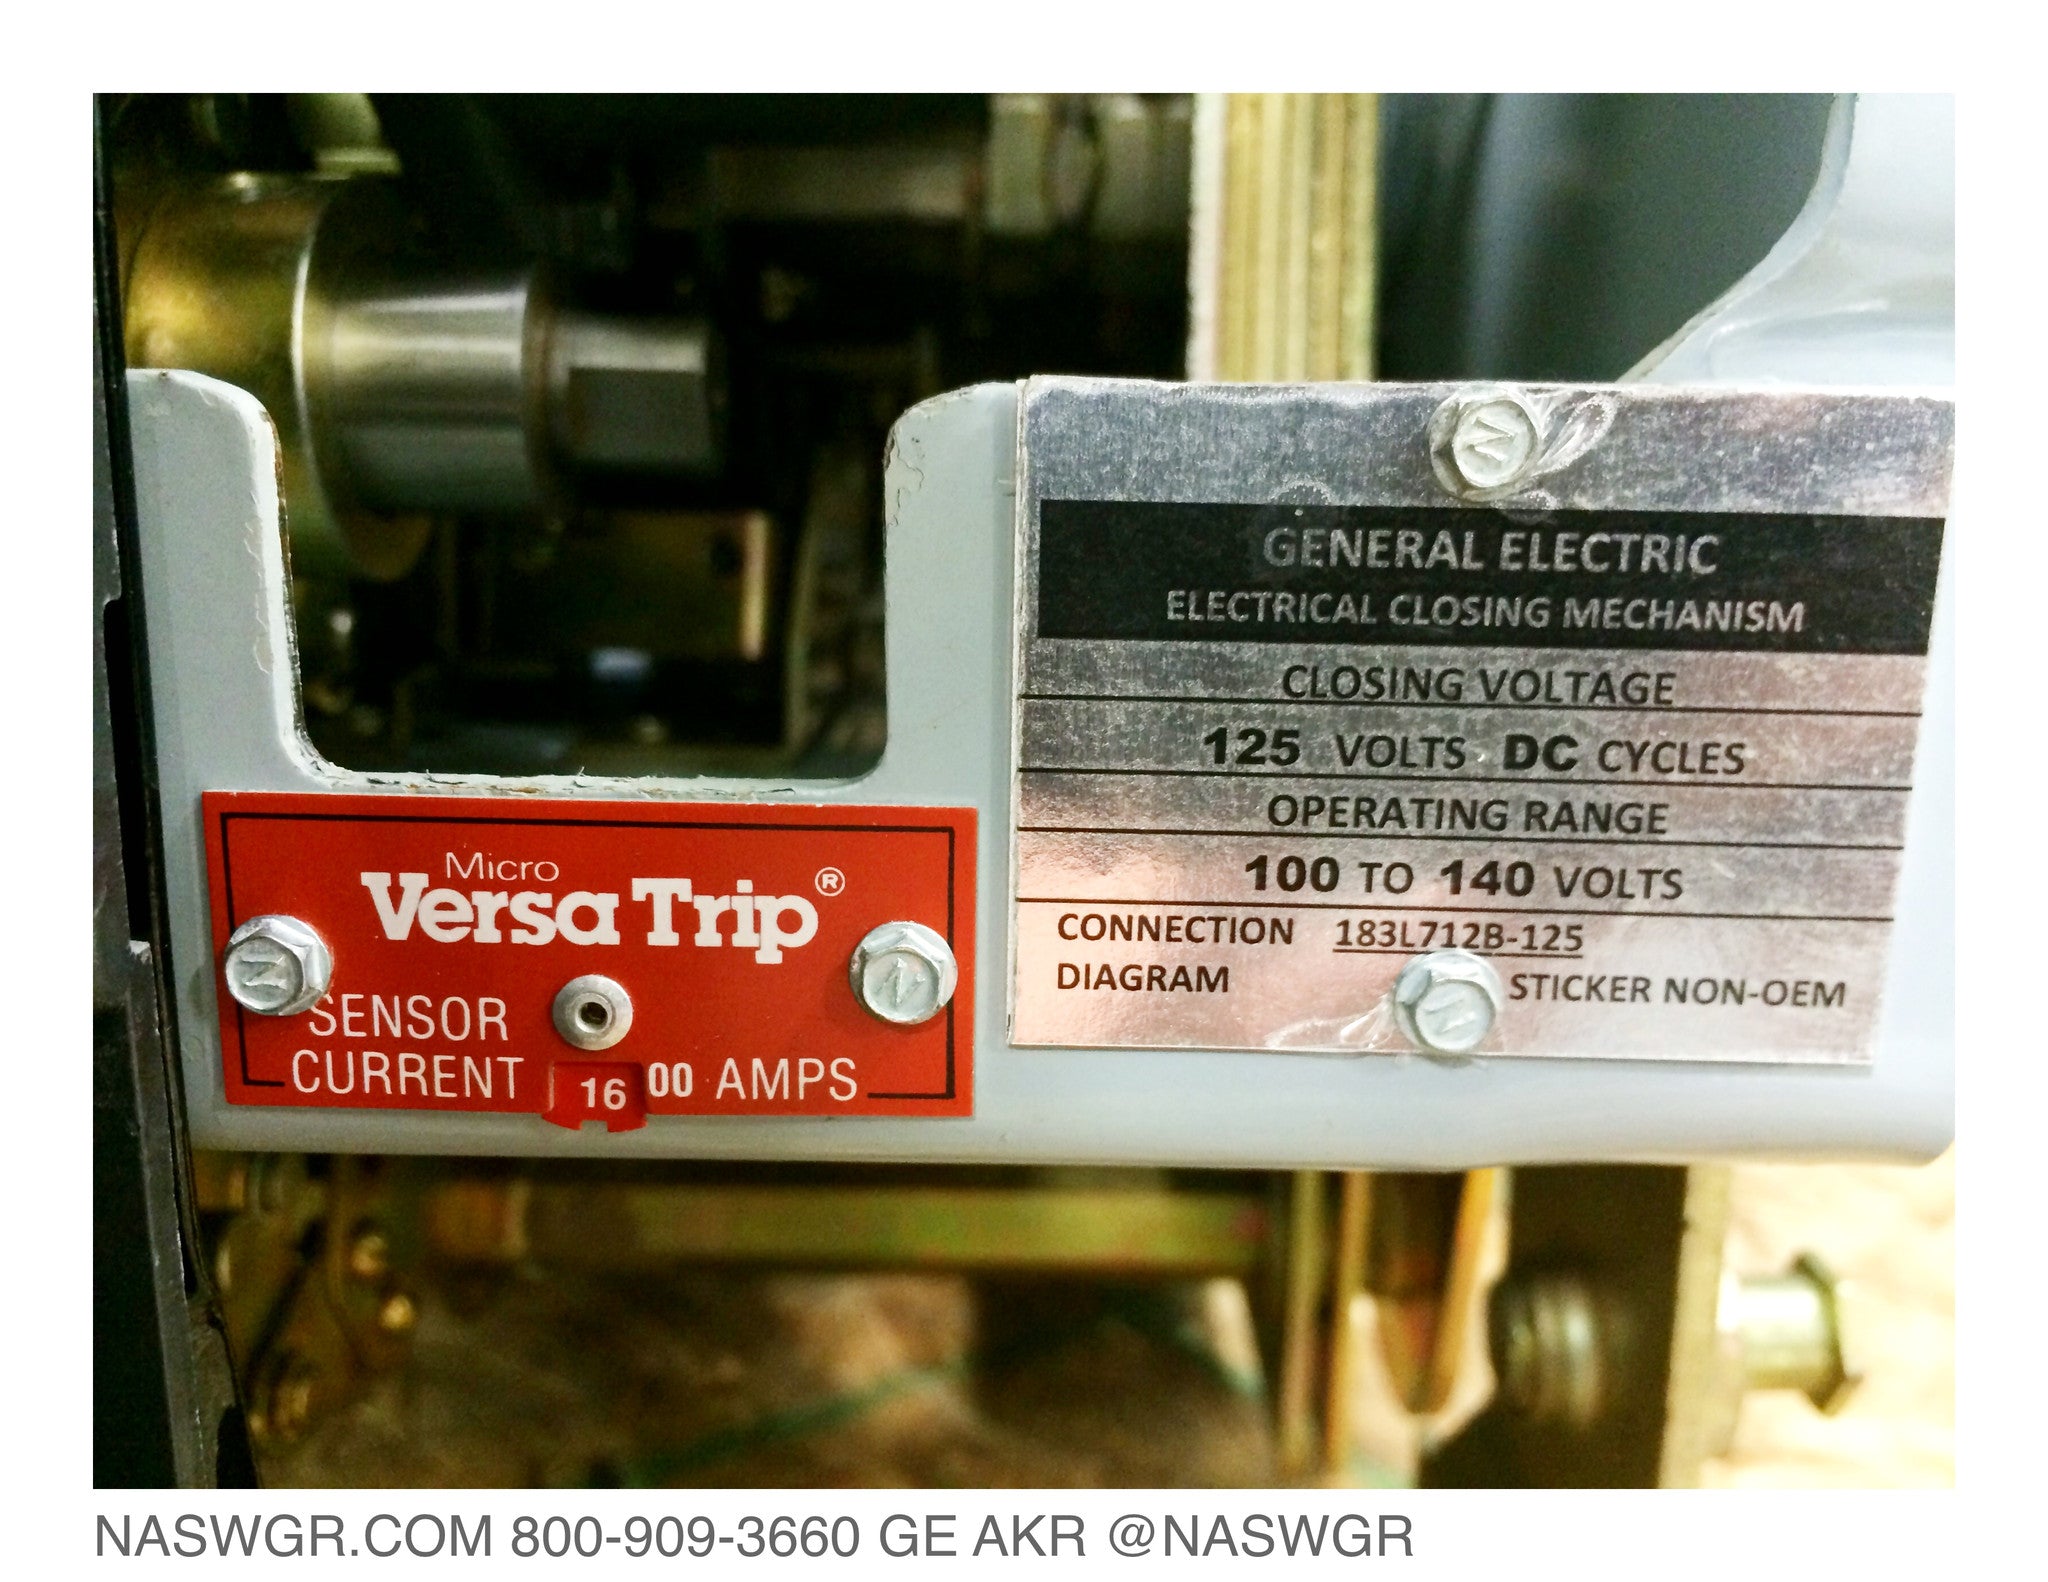 Micro
Versa Trip®
SENSOR
CURRENT 16 00 AMPS
GENERAL ELECTRIC
ELECTRICAL CLOSING MECHANISM
CLOSING VOLTAGE
125 VOLTS DC CYCLES
OPERATING RANGE
100 TO 140 VOLTS
CONNECTION 183L712B-125
DIAGRAM STICKER NON-OEM
NASWGR.COM 800-909-3660 GE AKR @NASWGR